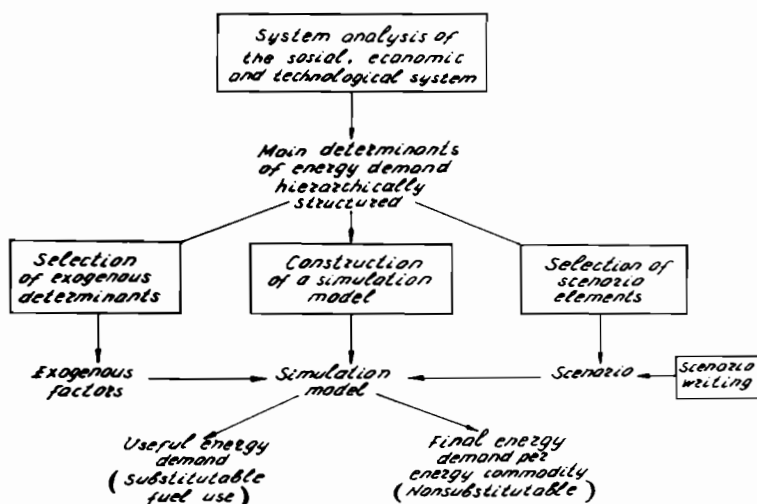 System analysis of
the sosial, economic
and technological system
Main determinants
of energy demand
hierarchically
structured
Selection
of exogenous
determinants
Construction
of a simulation
model
Selection of
scenario
elements
Exogenous
factors
Simulation
model
Scenario
Scenario
writing
Useful energy
demand
(Substitutable
fuel use)
Final energy
demand per
energy commodity
(Nonsubstitutable)